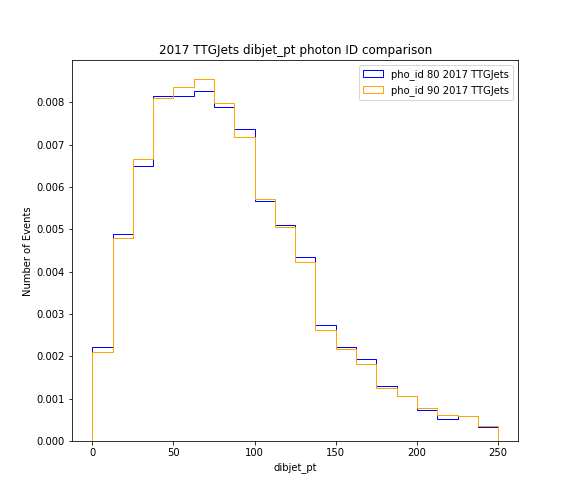 2017 TTGJets dibjet_pt photon ID comparison
pho_id 80 2017 TTGJets
pho_id 90 2017 TTGJets
Number of Events
0.008
0.007
0.006
0.005
0.004
0.003
0.002
0.001
0.000
0 50 100 150 200 250
dibjet_pt